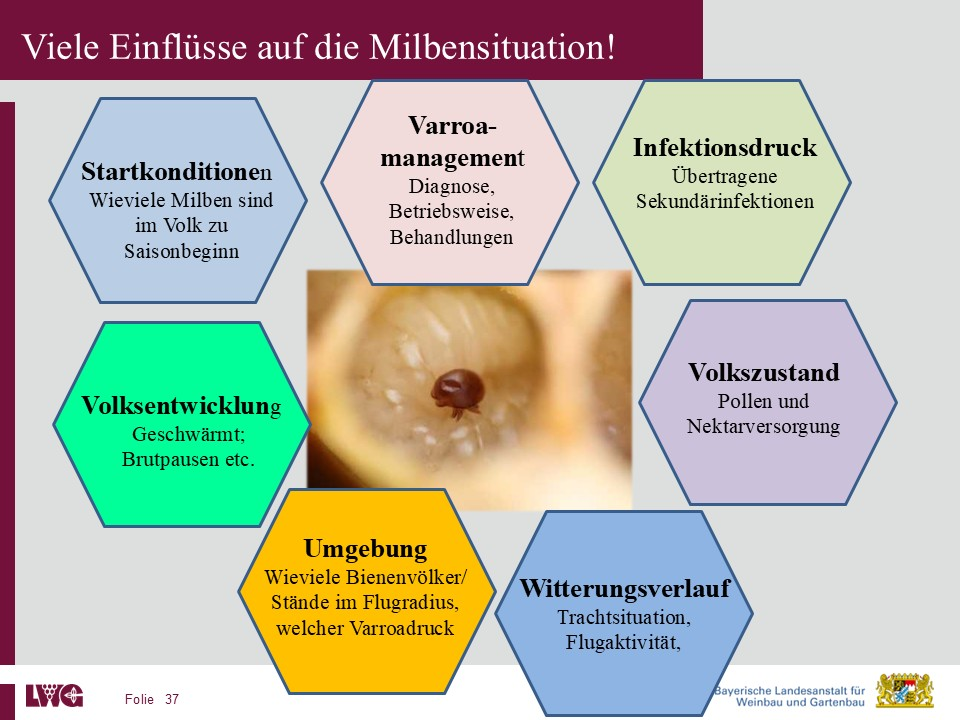 Viele Einflüsse auf die Milbensituation!
Startkonditionen
Wieviele Milben sind
im Volk zu
Saisonbeginn
Varroa-
management
Diagnose,
Betriebsweise,
Behandlungen
Infektionsdruck
Übertragene
Sekundärinfektionen
Volksentwicklung
Geschwärmt;
Brutpausen etc.
Volkszustand
Pollen und
Nektarversorgung
Umgebung
Wieviele Bienenvölker/
Stände im Flugradius,
welcher Varroadruck
Witterungsverlauf
Trachtsituation,
Flugaktivität,
LWG
Folie 37
Bayerische Landesanstalt für
Weinbau und Gartenbau